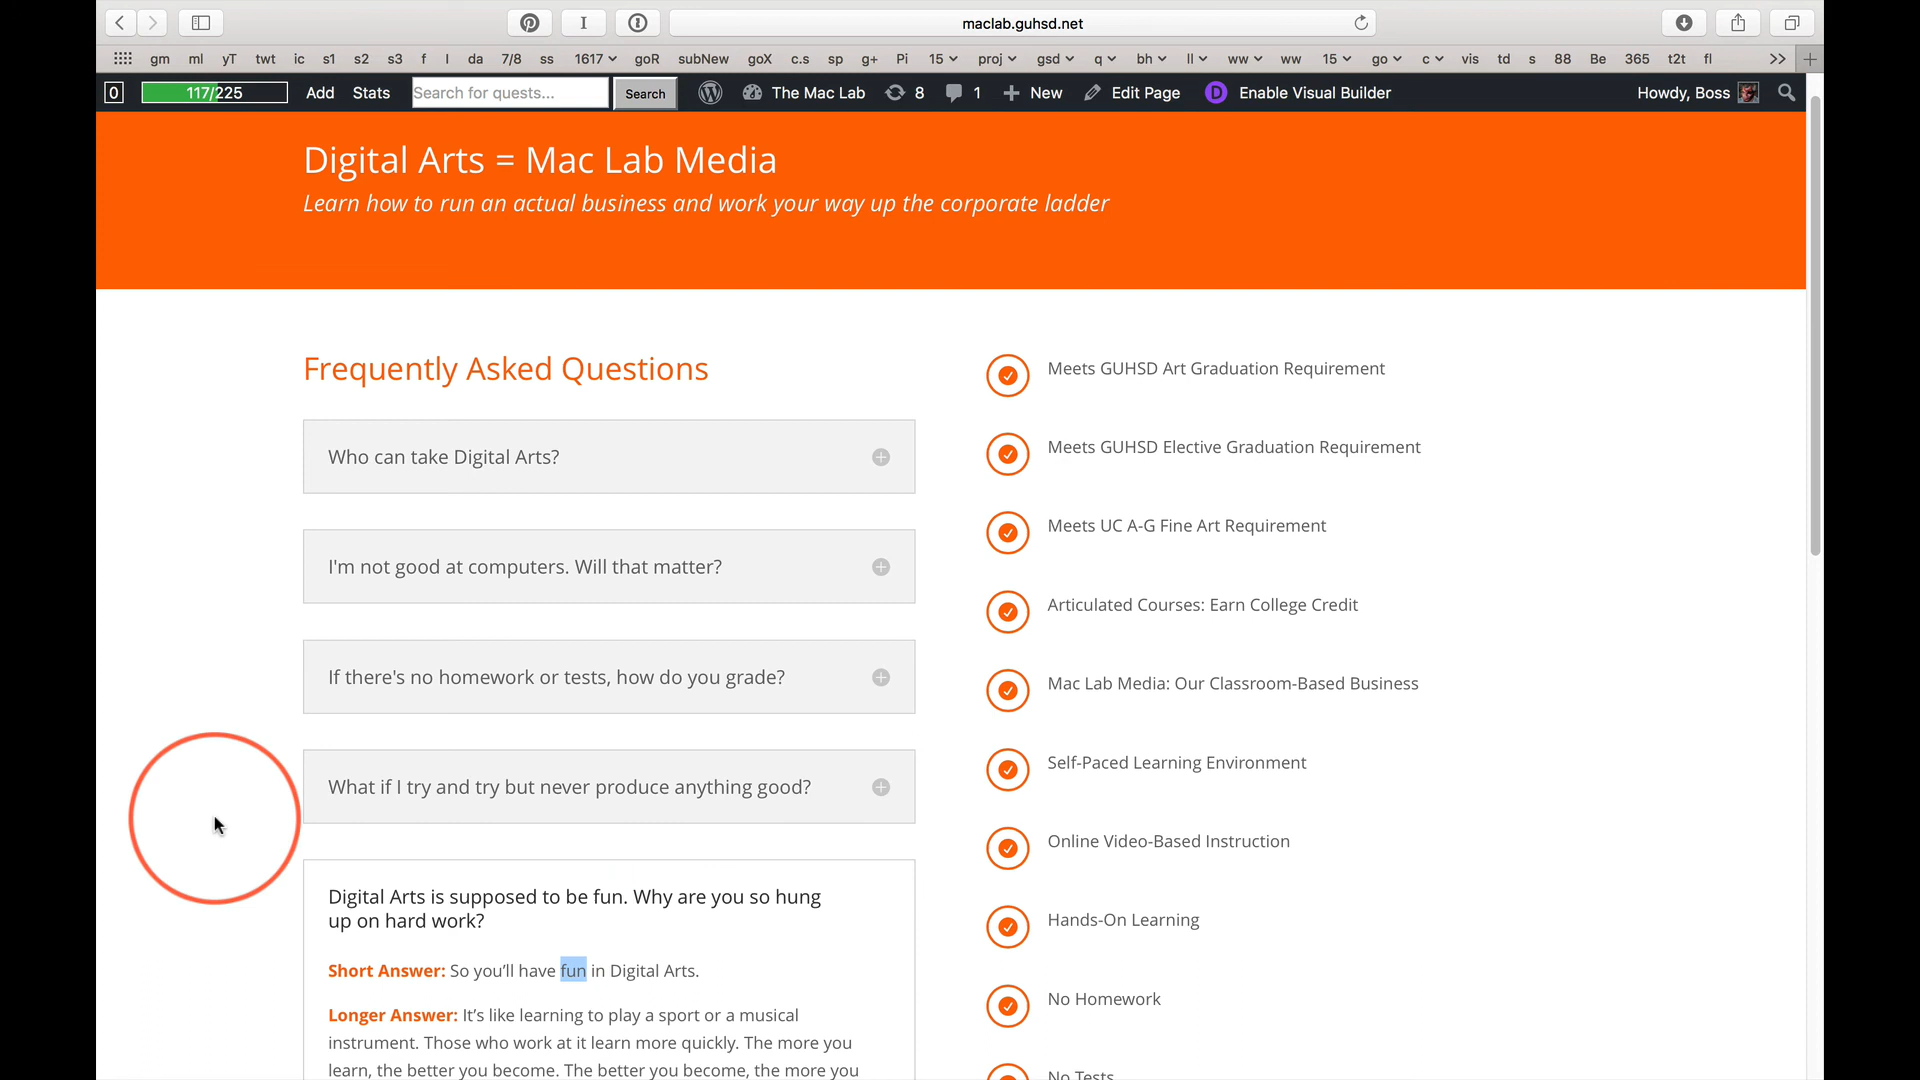 maclab.guhsd.net
gm ml yT twt ic s1 s2 s3 f l da 7/8 ss 1617 goR subNew goX c.s sp g+ Pi 15 proj gsd q bh ll ww ww 15 go c vis td s 88 Be 365 t2t fl
0 117/225 Add Stats Search for quests... Search The Mac Lab 8 1 New Edit Page D Enable Visual Builder Howdy, Boss
Digital Arts = Mac Lab Media
Learn how to run an actual business and work your way up the corporate ladder
Frequently Asked Questions
Who can take Digital Arts?
I'm not good at computers. Will that matter?
If there's no homework or tests, how do you grade?
What if I try and try but never produce anything good?
Digital Arts is supposed to be fun. Why are you so hung
up on hard work?
Short Answer: So you’ll have fun in Digital Arts.
Longer Answer: It’s like learning to play a sport or a musical
instrument. Those who work at it learn more quickly. The more you
learn, the better you become. The better you become, the more you
Meets GUHSD Art Graduation Requirement
Meets GUHSD Elective Graduation Requirement
Meets UC A-G Fine Art Requirement
Articulated Courses: Earn College Credit
Mac Lab Media: Our Classroom-Based Business
Self-Paced Learning Environment
Online Video-Based Instruction
Hands-On Learning
No Homework
No Tests